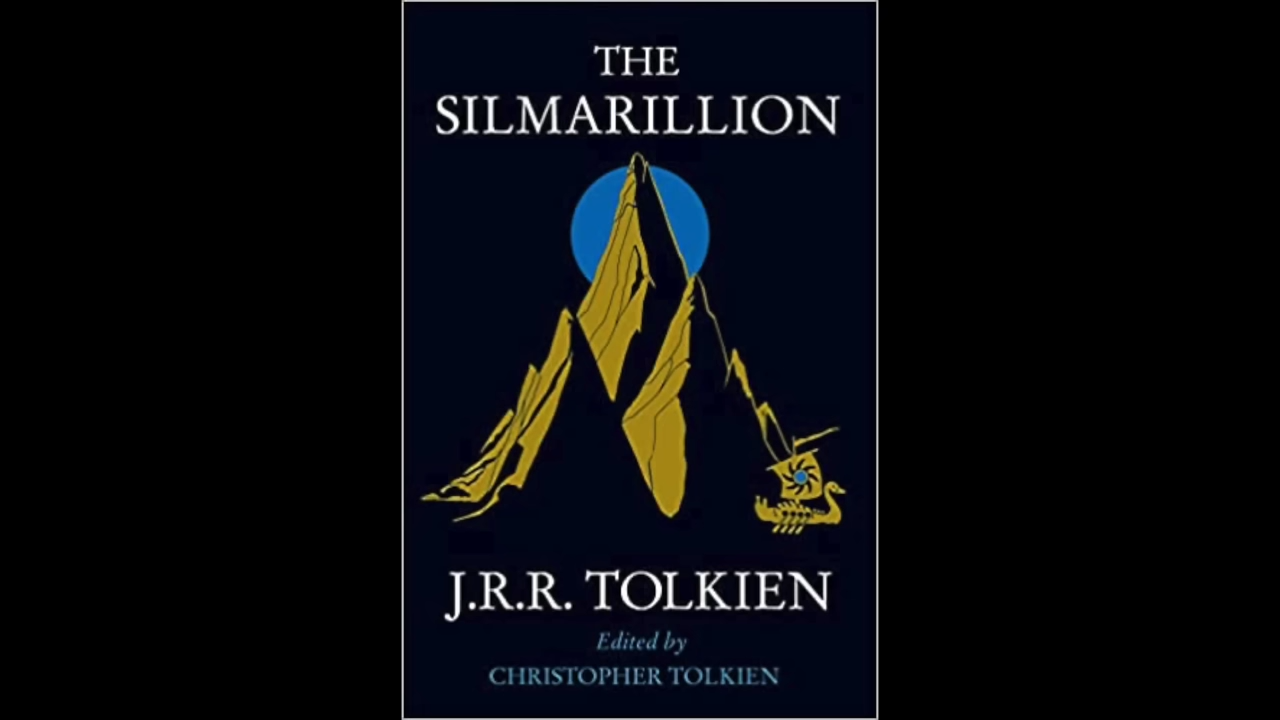 THE
SILMARILLION
J.R.R. TOLKIEN
Edited by
CHRISTOPHER TOLKIEN